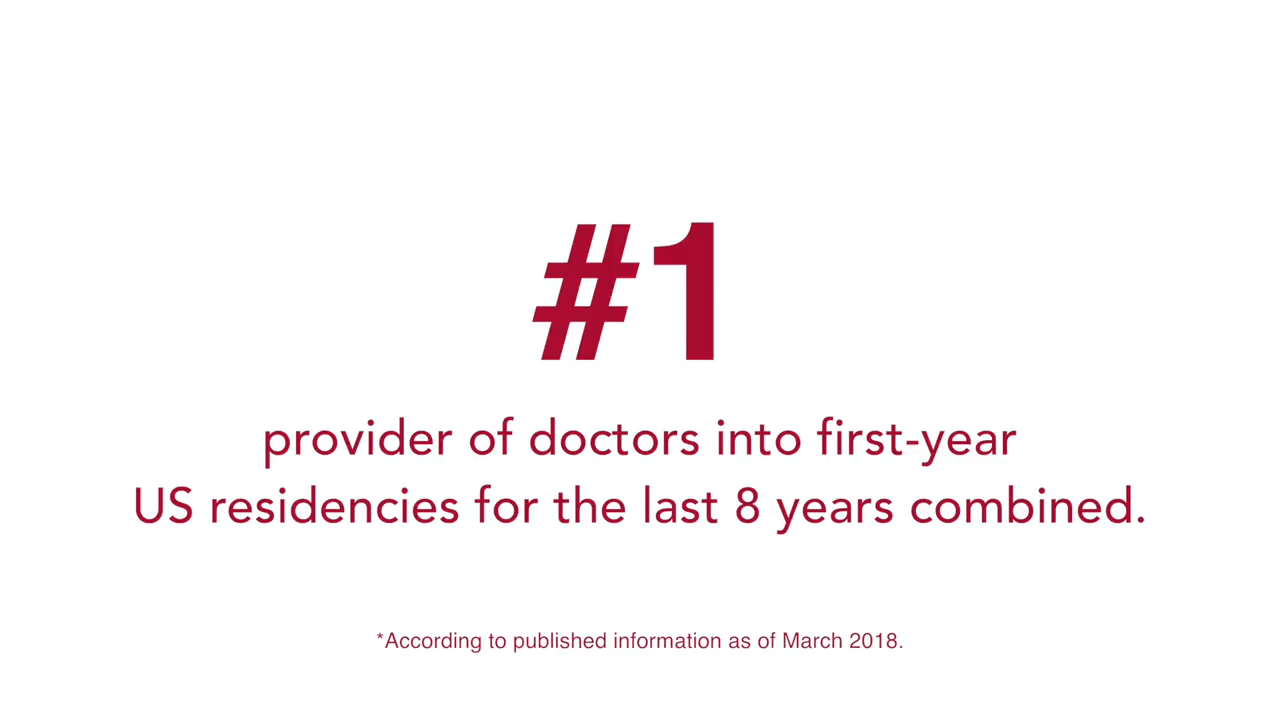 #1
provider of doctors into first-year
US residencies for the last 8 years combined.
*According to published information as of March 2018.